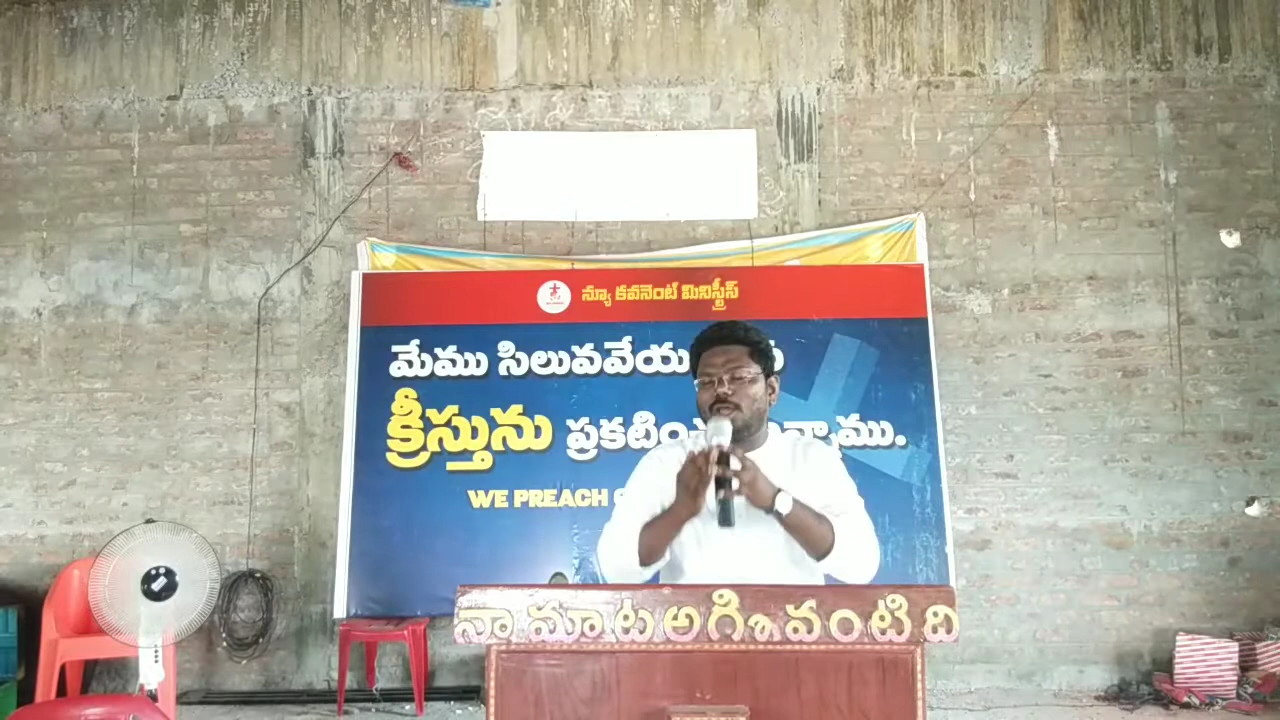 న్యూ కవనెంట్ మినిస్ట్రీస్
మేము సిలువవేయ
క్రీస్తును ప్రకటించు
WE PREACH
నా మాట అగ్నివంటిది